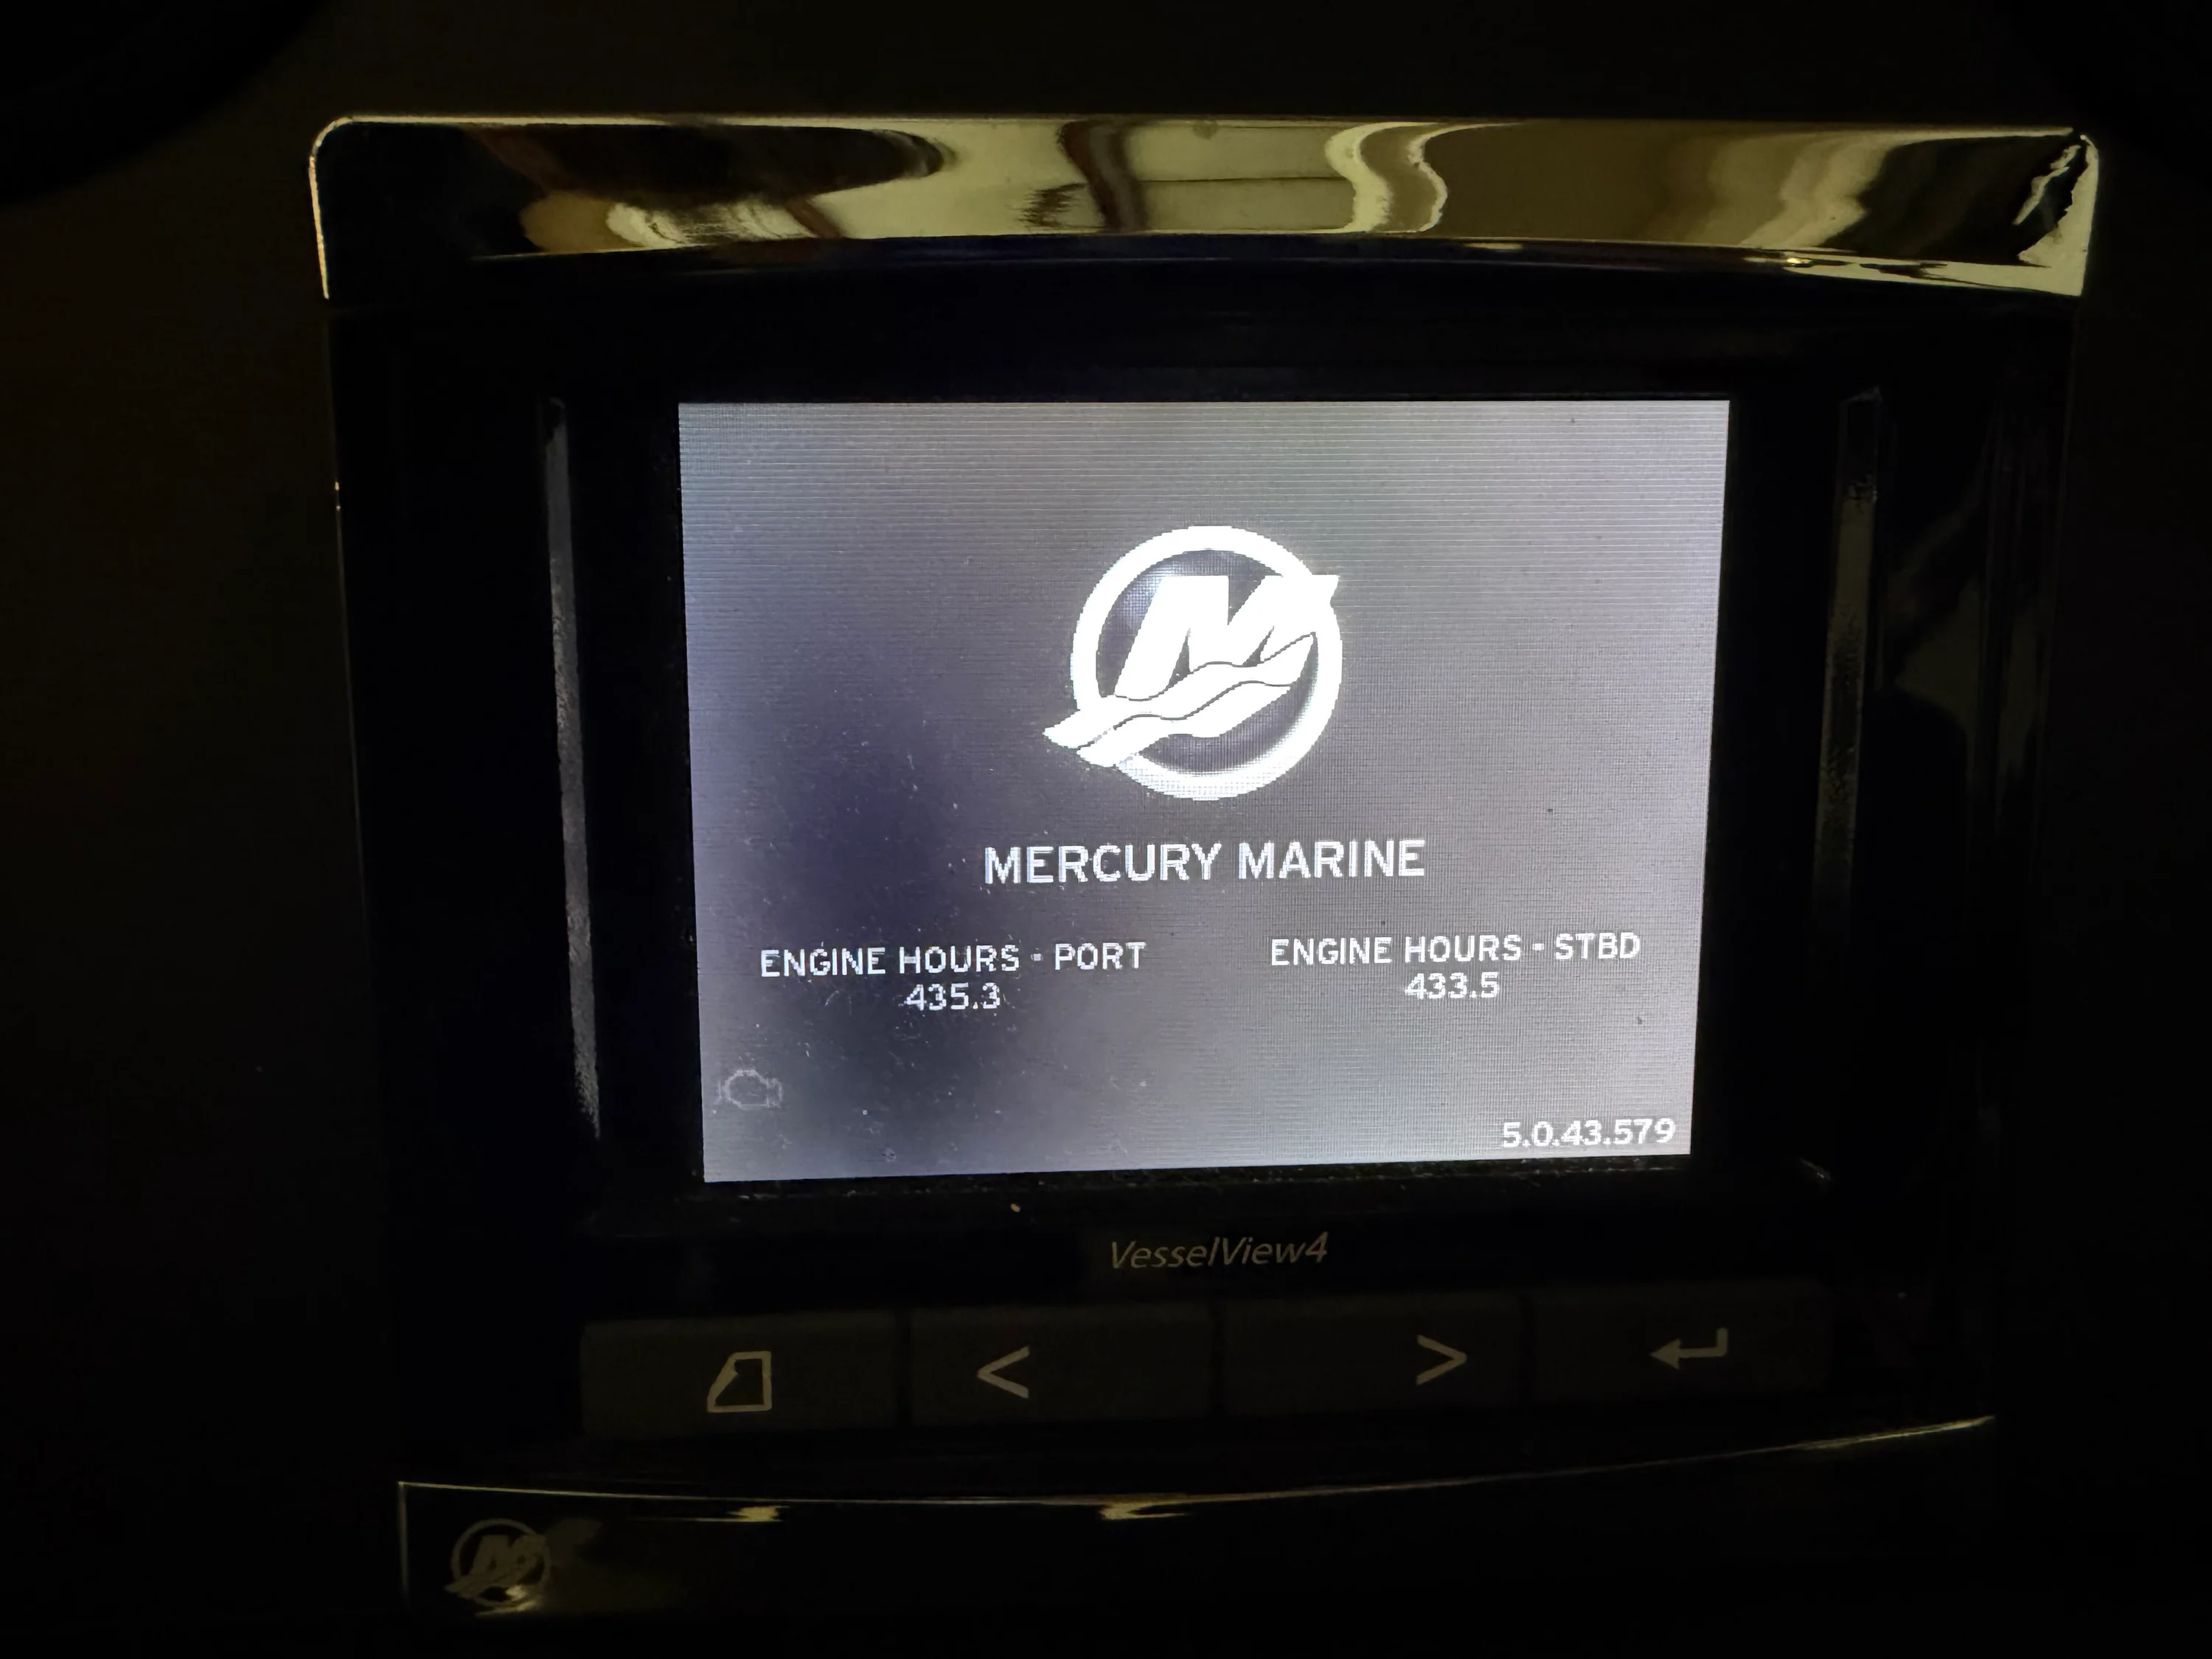 MERCURY MARINE
ENGINE HOURS - PORT
435.3
ENGINE HOURS - STBD
433.5
5.0.43.579
VesselView4